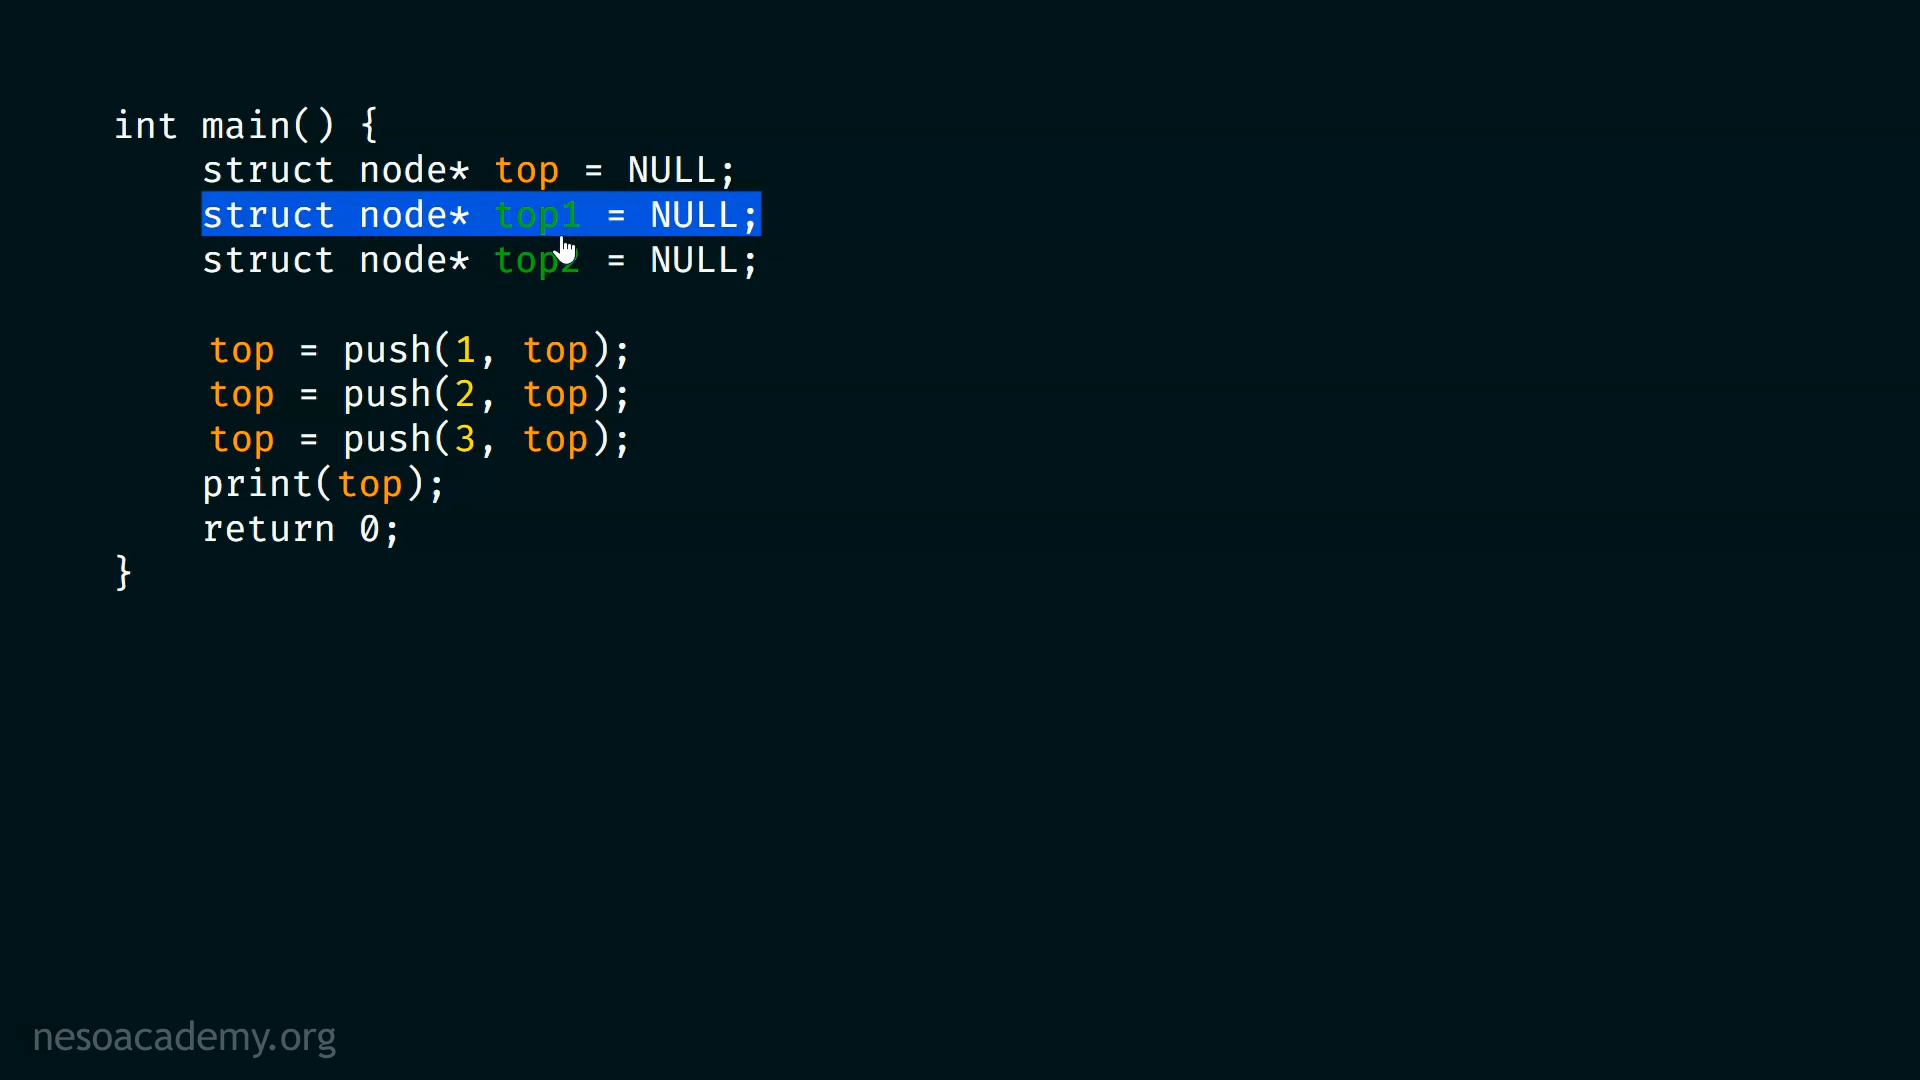 int main() {
struct node* top = NULL;
struct node* top1 = NULL;
struct node* top2 = NULL;
top = push(1, top);
top = push(2, top);
top = push(3, top);
print(top);
return 0;
}
nesoacademy.org